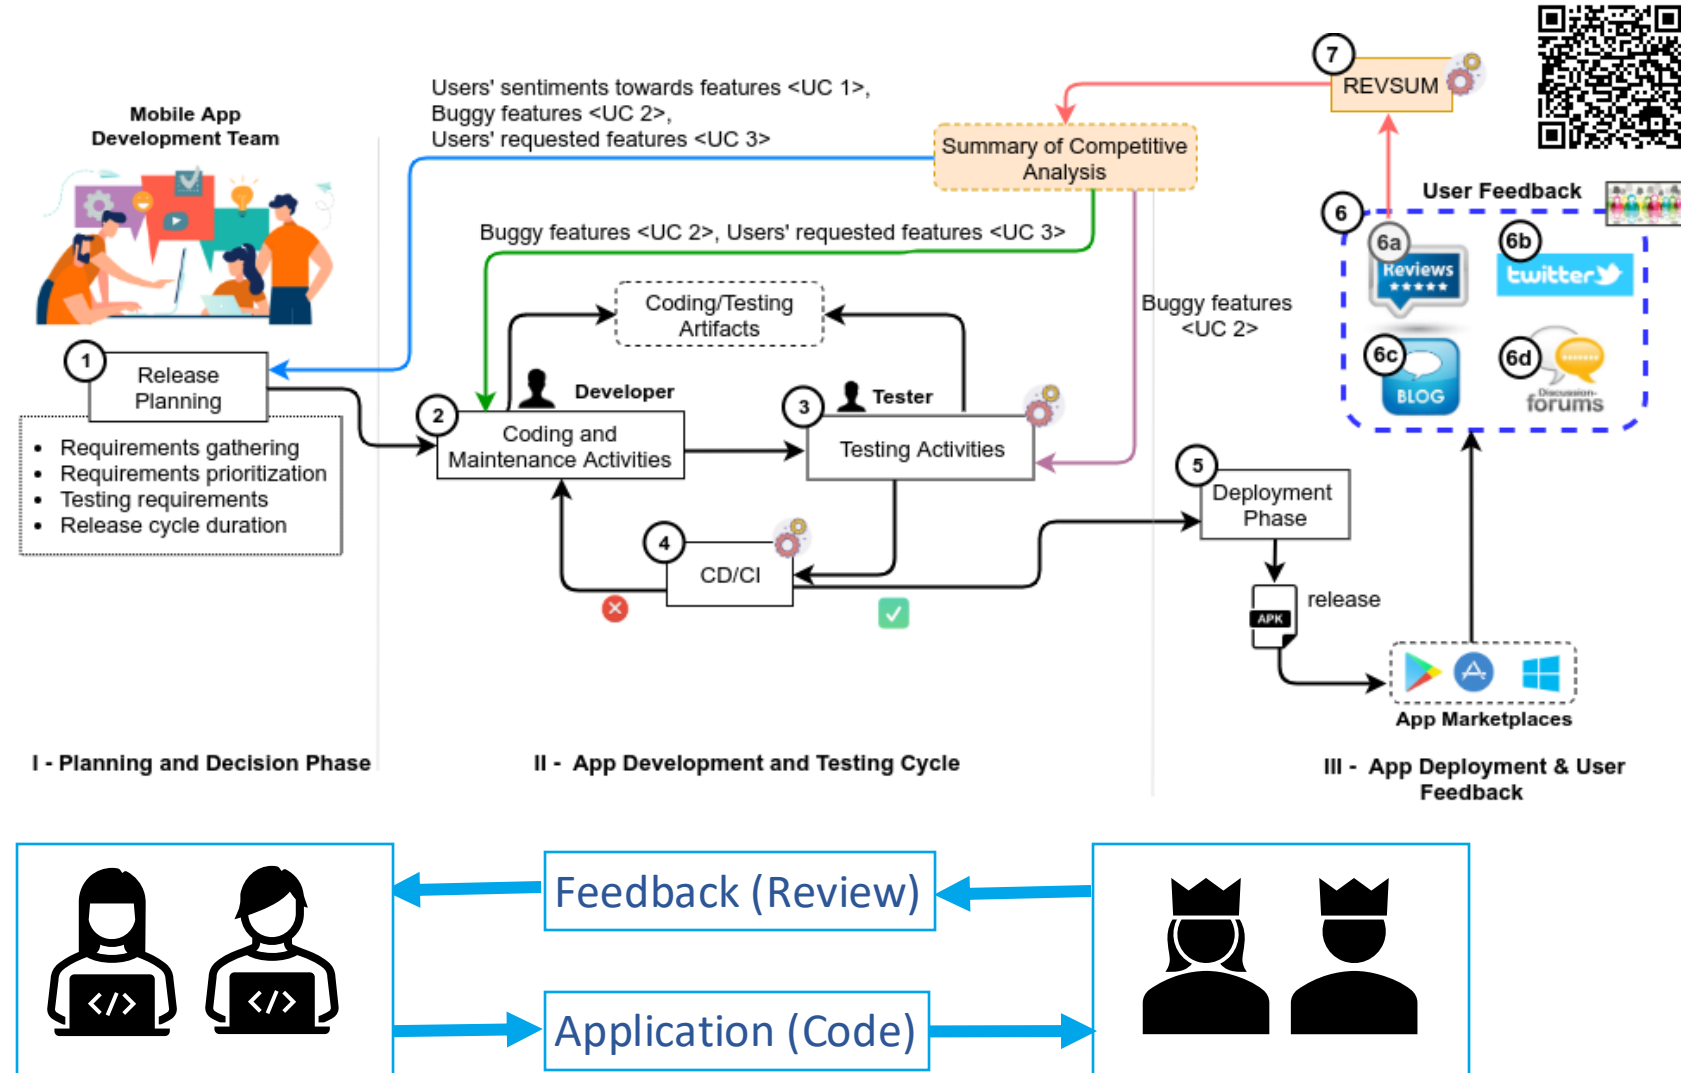 Mobile App
Development Team
Users' sentiments towards features <UC 1>,
Buggy features <UC 2>,
Users' requested features <UC 3>
7
REVSUM
Summary of Competitive
Analysis
User Feedback
6
6a
Reviews
6b
twitter
6c
BLOG
6d
Discussion-
forums
Buggy features <UC 2>, Users' requested features <UC 3>
Buggy features
<UC 2>
Coding/Testing
Artifacts
1
Release
Planning
• Requirements gathering
• Requirements prioritization
• Testing requirements
• Release cycle duration
Developer
2
Coding and
Maintenance Activities
Tester
3
Testing Activities
4
CD/CI
5
Deployment
Phase
APK
release
App Marketplaces
I - Planning and Decision Phase
II - App Development and Testing Cycle
III - App Deployment & User
Feedback
</>
</>
Feedback (Review)
Application (Code)